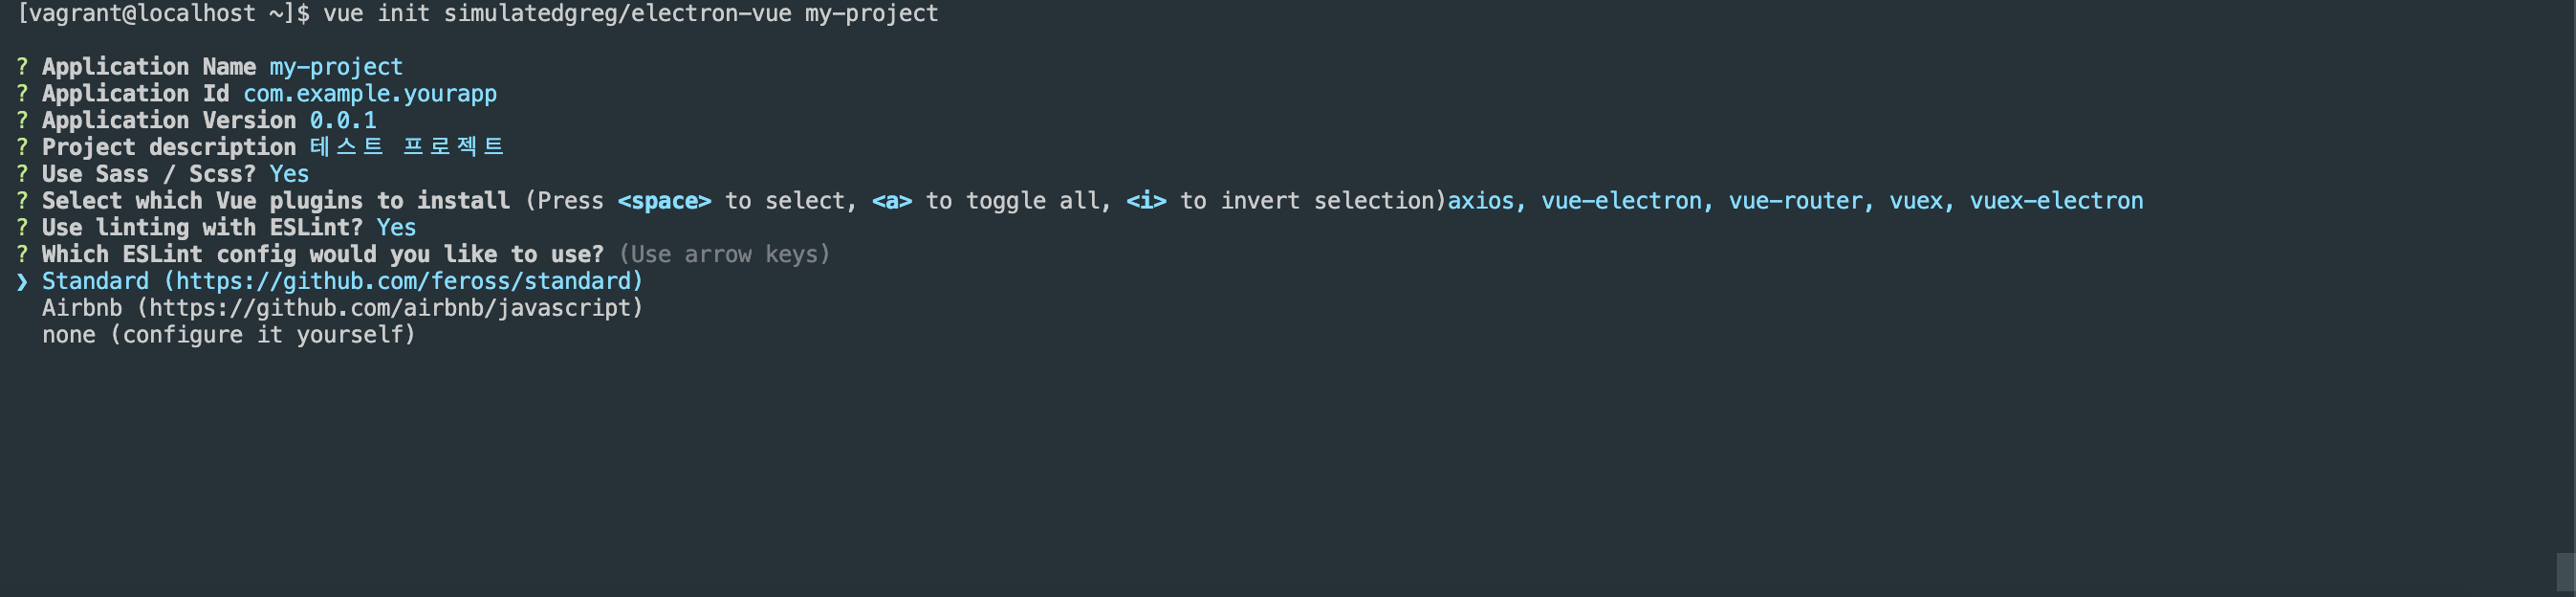 [vagrant@localhost ~]$ vue init simulatedgreg/electron-vue my-project
? Application Name my-project
? Application Id com.example.yourapp
? Application Version 0.0.1
? Project description 테스트 프로젝트
? Use Sass / Scss? Yes
? Select which Vue plugins to install (Press <space> to select, <a> to toggle all, <i> to invert selection)axios, vue-electron, vue-router, vuex, vuex-electron
? Use linting with ESLint? Yes
? Which ESLint config would you like to use? (Use arrow keys)
❯ Standard (https://github.com/feross/standard)
Airbnb (https://github.com/airbnb/javascript)
none (configure it yourself)